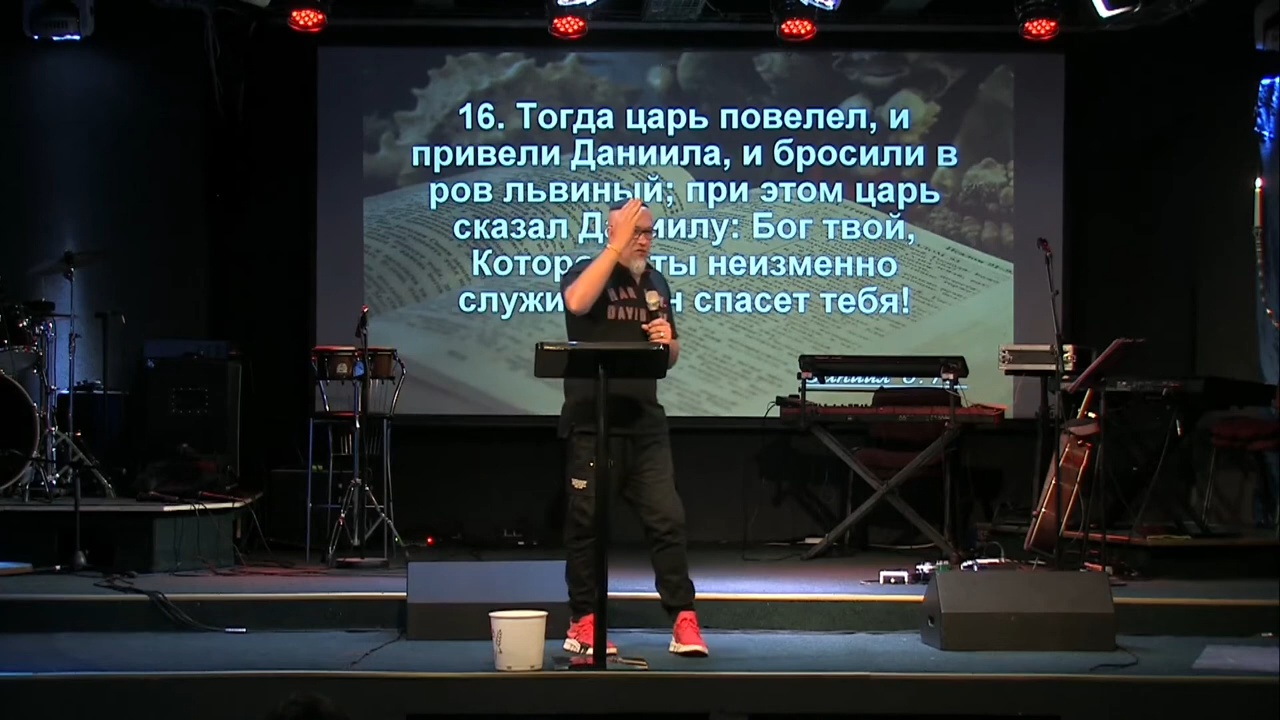 16. Тогда царь повелел, и
привели Даниила, и бросили в
ров львиный; при этом царь
сказал Даниилу: Бог твой,
ты неизменно
спасет тебя!